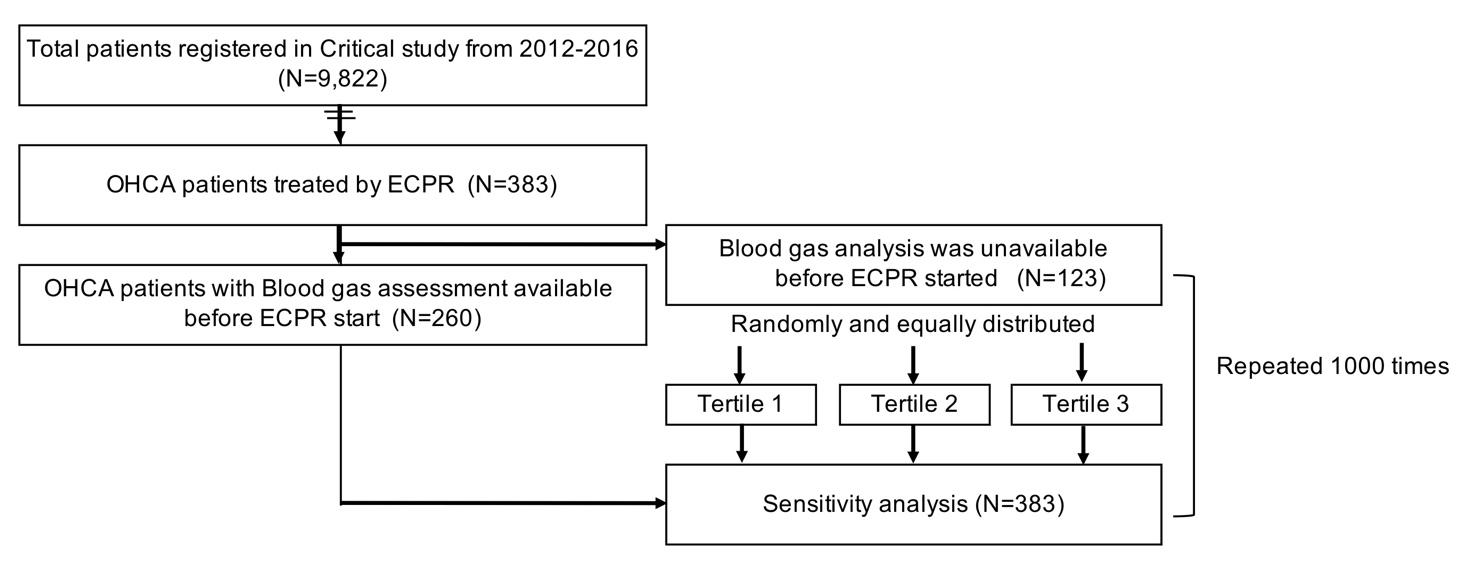 Total patients registered in Critical study from 2012-2016
(N=9,822)
OHCA patients treated by ECPR (N=383)
Blood gas analysis was unavailable
before ECPR started (N=123)
OHCA patients with Blood gas assessment available
before ECPR start (N=260)
Randomly and equally distributed
Repeated 1000 times
Tertile 1
Tertile 2
Tertile 3
Sensitivity analysis (N=383)